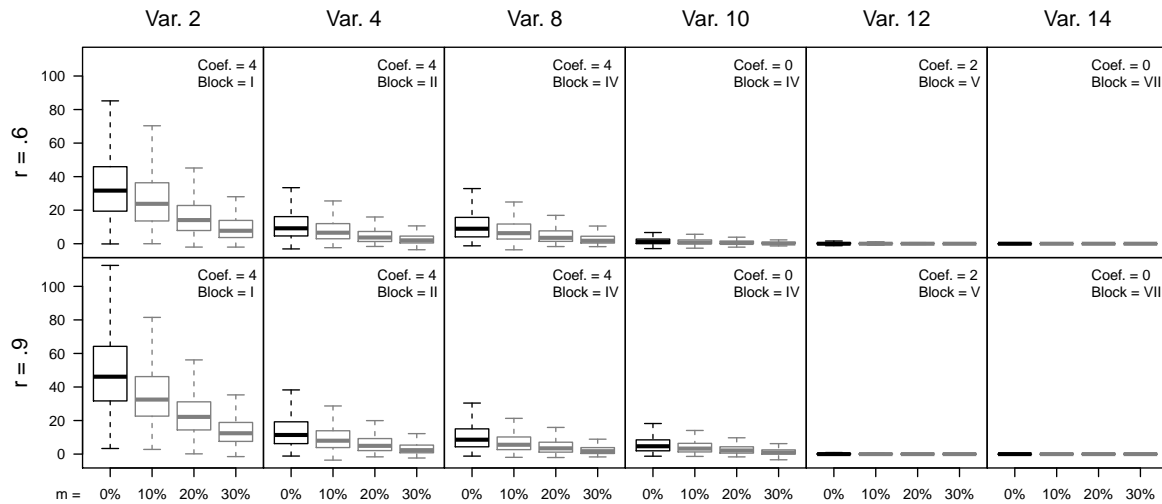 Var. 2 Var. 4 Var. 8 Var. 10 Var. 12 Var. 14
r = .6
100
80
60
40
20
0
Coef. = 4
Block = I
Coef. = 4
Block = II
Coef. = 4
Block = IV
Coef. = 0
Block = IV
Coef. = 2
Block = V
Coef. = 0
Block = VII
r = .9
100
80
60
40
20
0
Coef. = 4
Block = I
Coef. = 4
Block = II
Coef. = 4
Block = IV
Coef. = 0
Block = IV
Coef. = 2
Block = V
Coef. = 0
Block = VII
m = 0% 10% 20% 30% 0% 10% 20% 30% 0% 10% 20% 30% 0% 10% 20% 30% 0% 10% 20% 30% 0% 10% 20% 30%